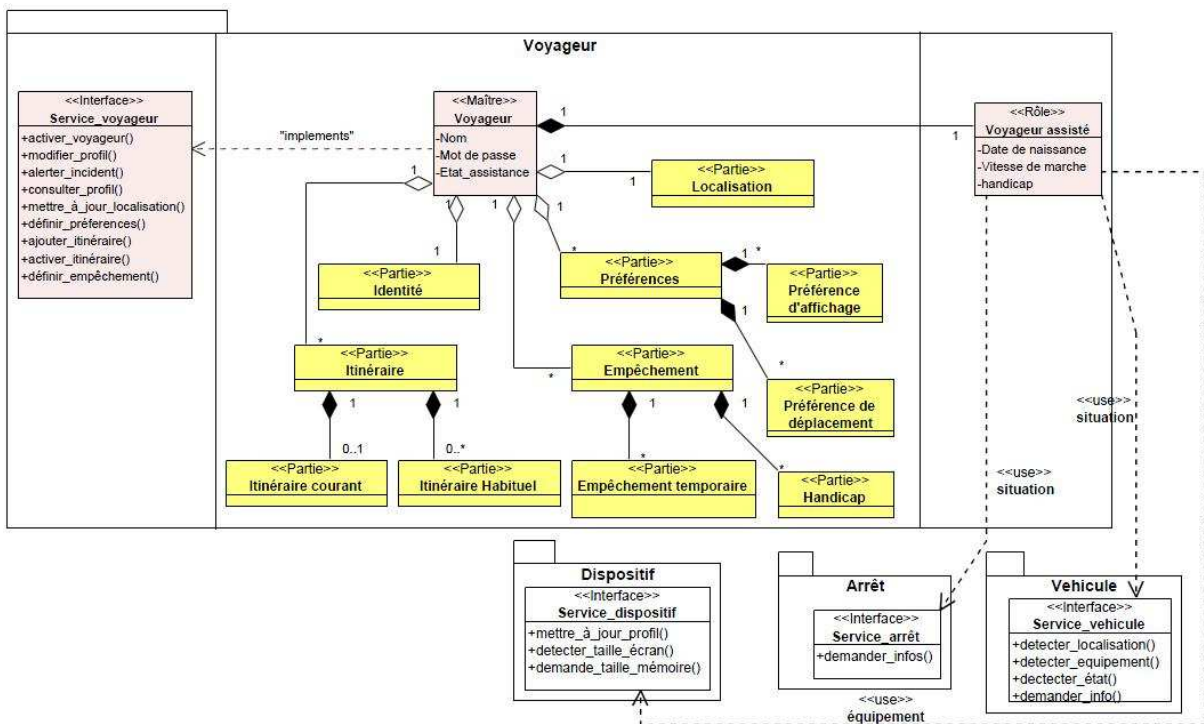 Voyageur
<<Interface>>
Service_voyageur
+activer_voyageur()
+modifier_profil()
+alerter_incident()
+consulter_profil()
+mettre_à_jour_localisation()
+définir_préferences()
+ajouter_itinéraire()
+activer_itinéraire()
+définir_empêchement()
"implements"
<<Maître>>
Voyageur
-Nom
-Mot de passe
-Etat_assistance
1
1
<<Rôle>>
Voyageur assisté
-Date de naissance
-Vitesse de marche
-handicap
1
1
<<Partie>>
Localisation
1
1
1
1
1
*
<<Partie>>
Identité
<<Partie>>
Préférences
1
*
<<Partie>>
Préférence
d'affichage
1
*
<<Partie>>
Préférence de
déplacement
*
<<Partie>>
Itinéraire
*
<<Partie>>
Empêchement
1
1
1
1
0..1
0..*
*
*
<<Partie>>
Itinéraire courant
<<Partie>>
Itinéraire Habituel
<<Partie>>
Empêchement temporaire
<<Partie>>
Handicap
<<use>>
situation
<<use>>
situation
Dispositif
<<Interface>>
Service_dispositif
+mettre_à_jour_profil()
+detecter_taille_écran()
+demande_taille_mémoire()
Arrêt
<<Interface>>
Service_arrêt
+demander_infos()
Vehicule
<<Interface>>
Service_vehicule
+detecter_localisation()
+detecter_equipement()
+dectecter_état()
+demander_info()
<<use>>
équipement